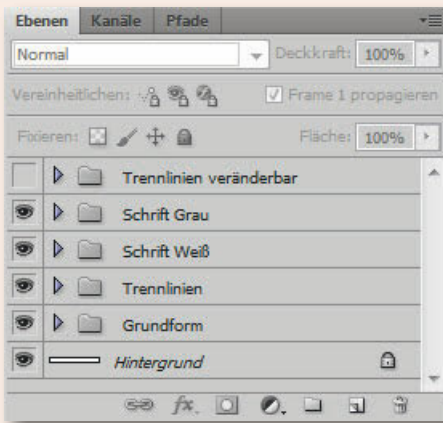 Ebenen Kanäle Pfade
Normal Deckkraft: 100%
Vereinheitlichen: Frame 1 propagieren
Fixieren: Fläche: 100%
Trennlinien veränderbar
Schrift Grau
Schrift Weiß
Trennlinien
Grundform
Hintergrund
fx.